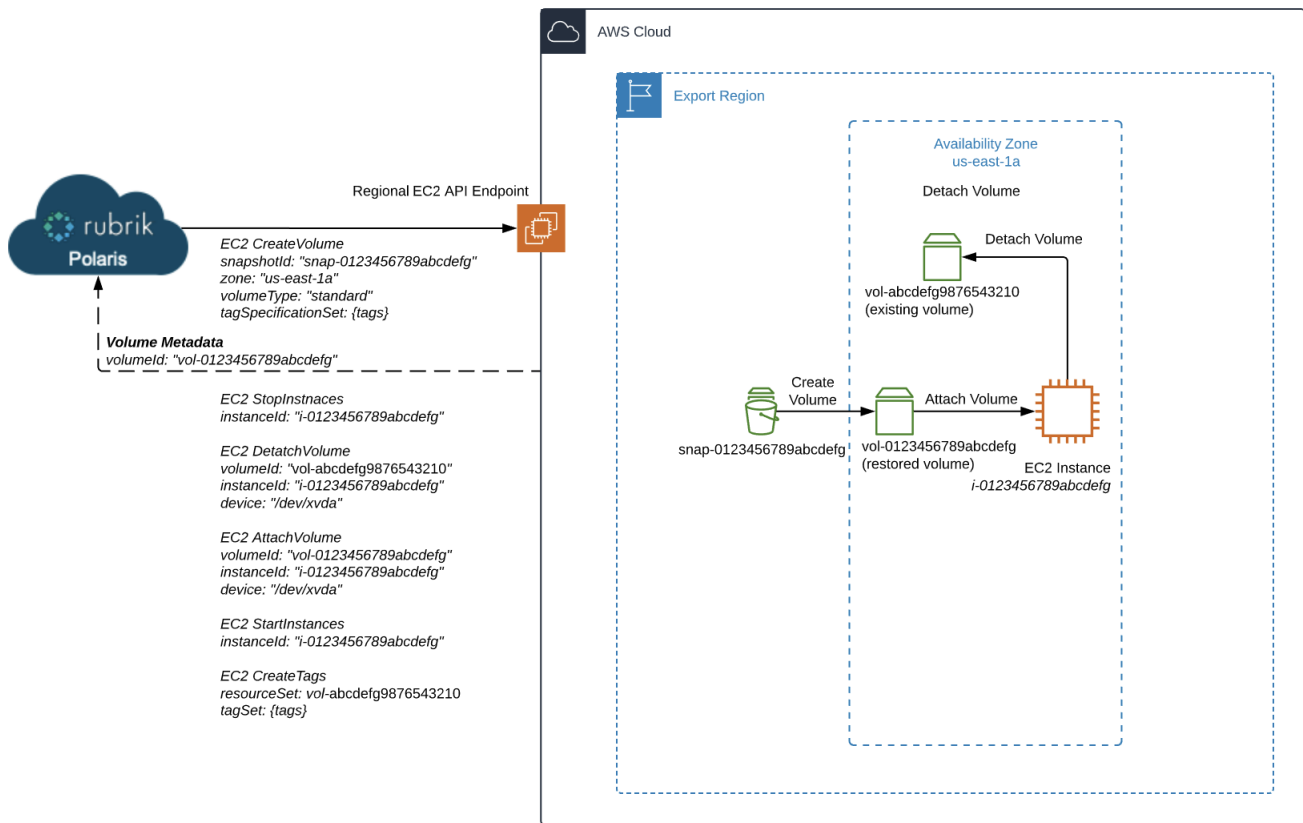 AWS Cloud
Export Region
Availability Zone
us-east-1a
Detach Volume
Regional EC2 API Endpoint
rubrik
Polaris
EC2 CreateVolume
snapshotId: "snap-0123456789abcdefg"
zone: "us-east-1a"
volumeType: "standard"
tagSpecificationSet: {tags}
Volume Metadata
volumeId: "vol-0123456789abcdefg"
EC2 StopInstnaces
instanceId: "i-0123456789abcdefg"
EC2 DetatchVolume
volumeId: "vol-abcdefg9876543210"
instanceId: "i-0123456789abcdefg"
device: "/dev/xvda"
EC2 AttachVolume
volumeId: "vol-0123456789abcdefg"
instanceId: "i-0123456789abcdefg"
device: "/dev/xvda"
EC2 StartInstances
instanceId: "i-0123456789abcdefg"
EC2 CreateTags
resourceSet: vol-abcdefg9876543210
tagSet: {tags}
Detach Volume
vol-abcdefg9876543210
(existing volume)
Create
Volume
Attach Volume
snap-0123456789abcdefg
vol-0123456789abcdefg
(restored volume)
EC2 Instance
i-0123456789abcdefg